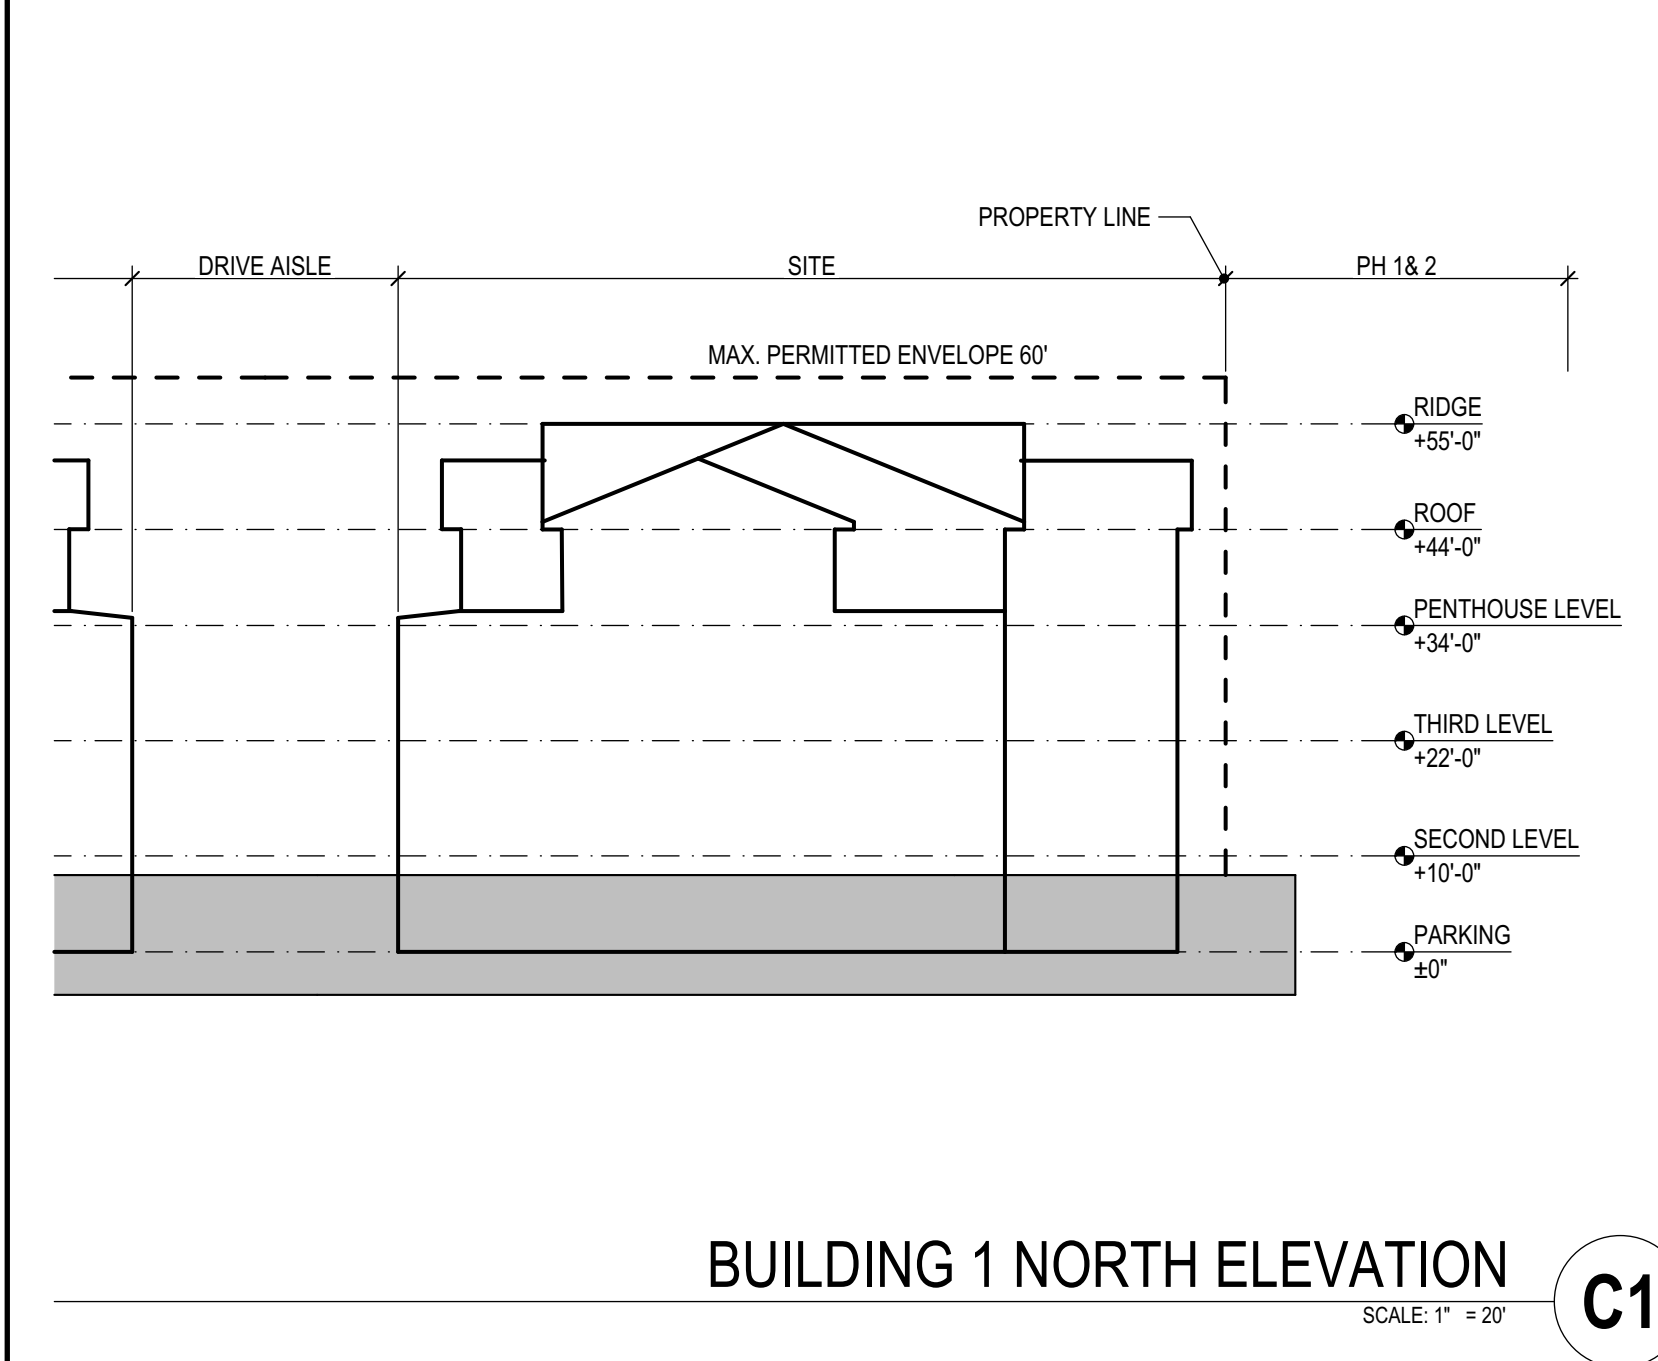 PROPERTY LINE
DRIVE AISLE
SITE
PH 1& 2
MAX. PERMITTED ENVELOPE 60'
RIDGE
+55'-0"
ROOF
+44'-0"
PENTHOUSE LEVEL
+34'-0"
THIRD LEVEL
+22'-0"
SECOND LEVEL
+10'-0"
PARKING
±0"
BUILDING 1 NORTH ELEVATION
SCALE: 1" = 20'
C1